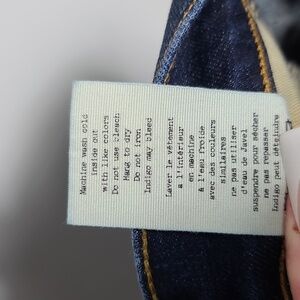 Machine wash cold
inside out
with like colors
Do not use bleach
Hang to dry
Do not iron
Indigo may bleed
Laver le vêtement
à l'intérieur
en machine
à l'eau froide
avec des couleurs
similaires
ne pas utiliser
d'eau de Javel
suspendre pour sécher
ne pas repasser
Indigo peut déteindre